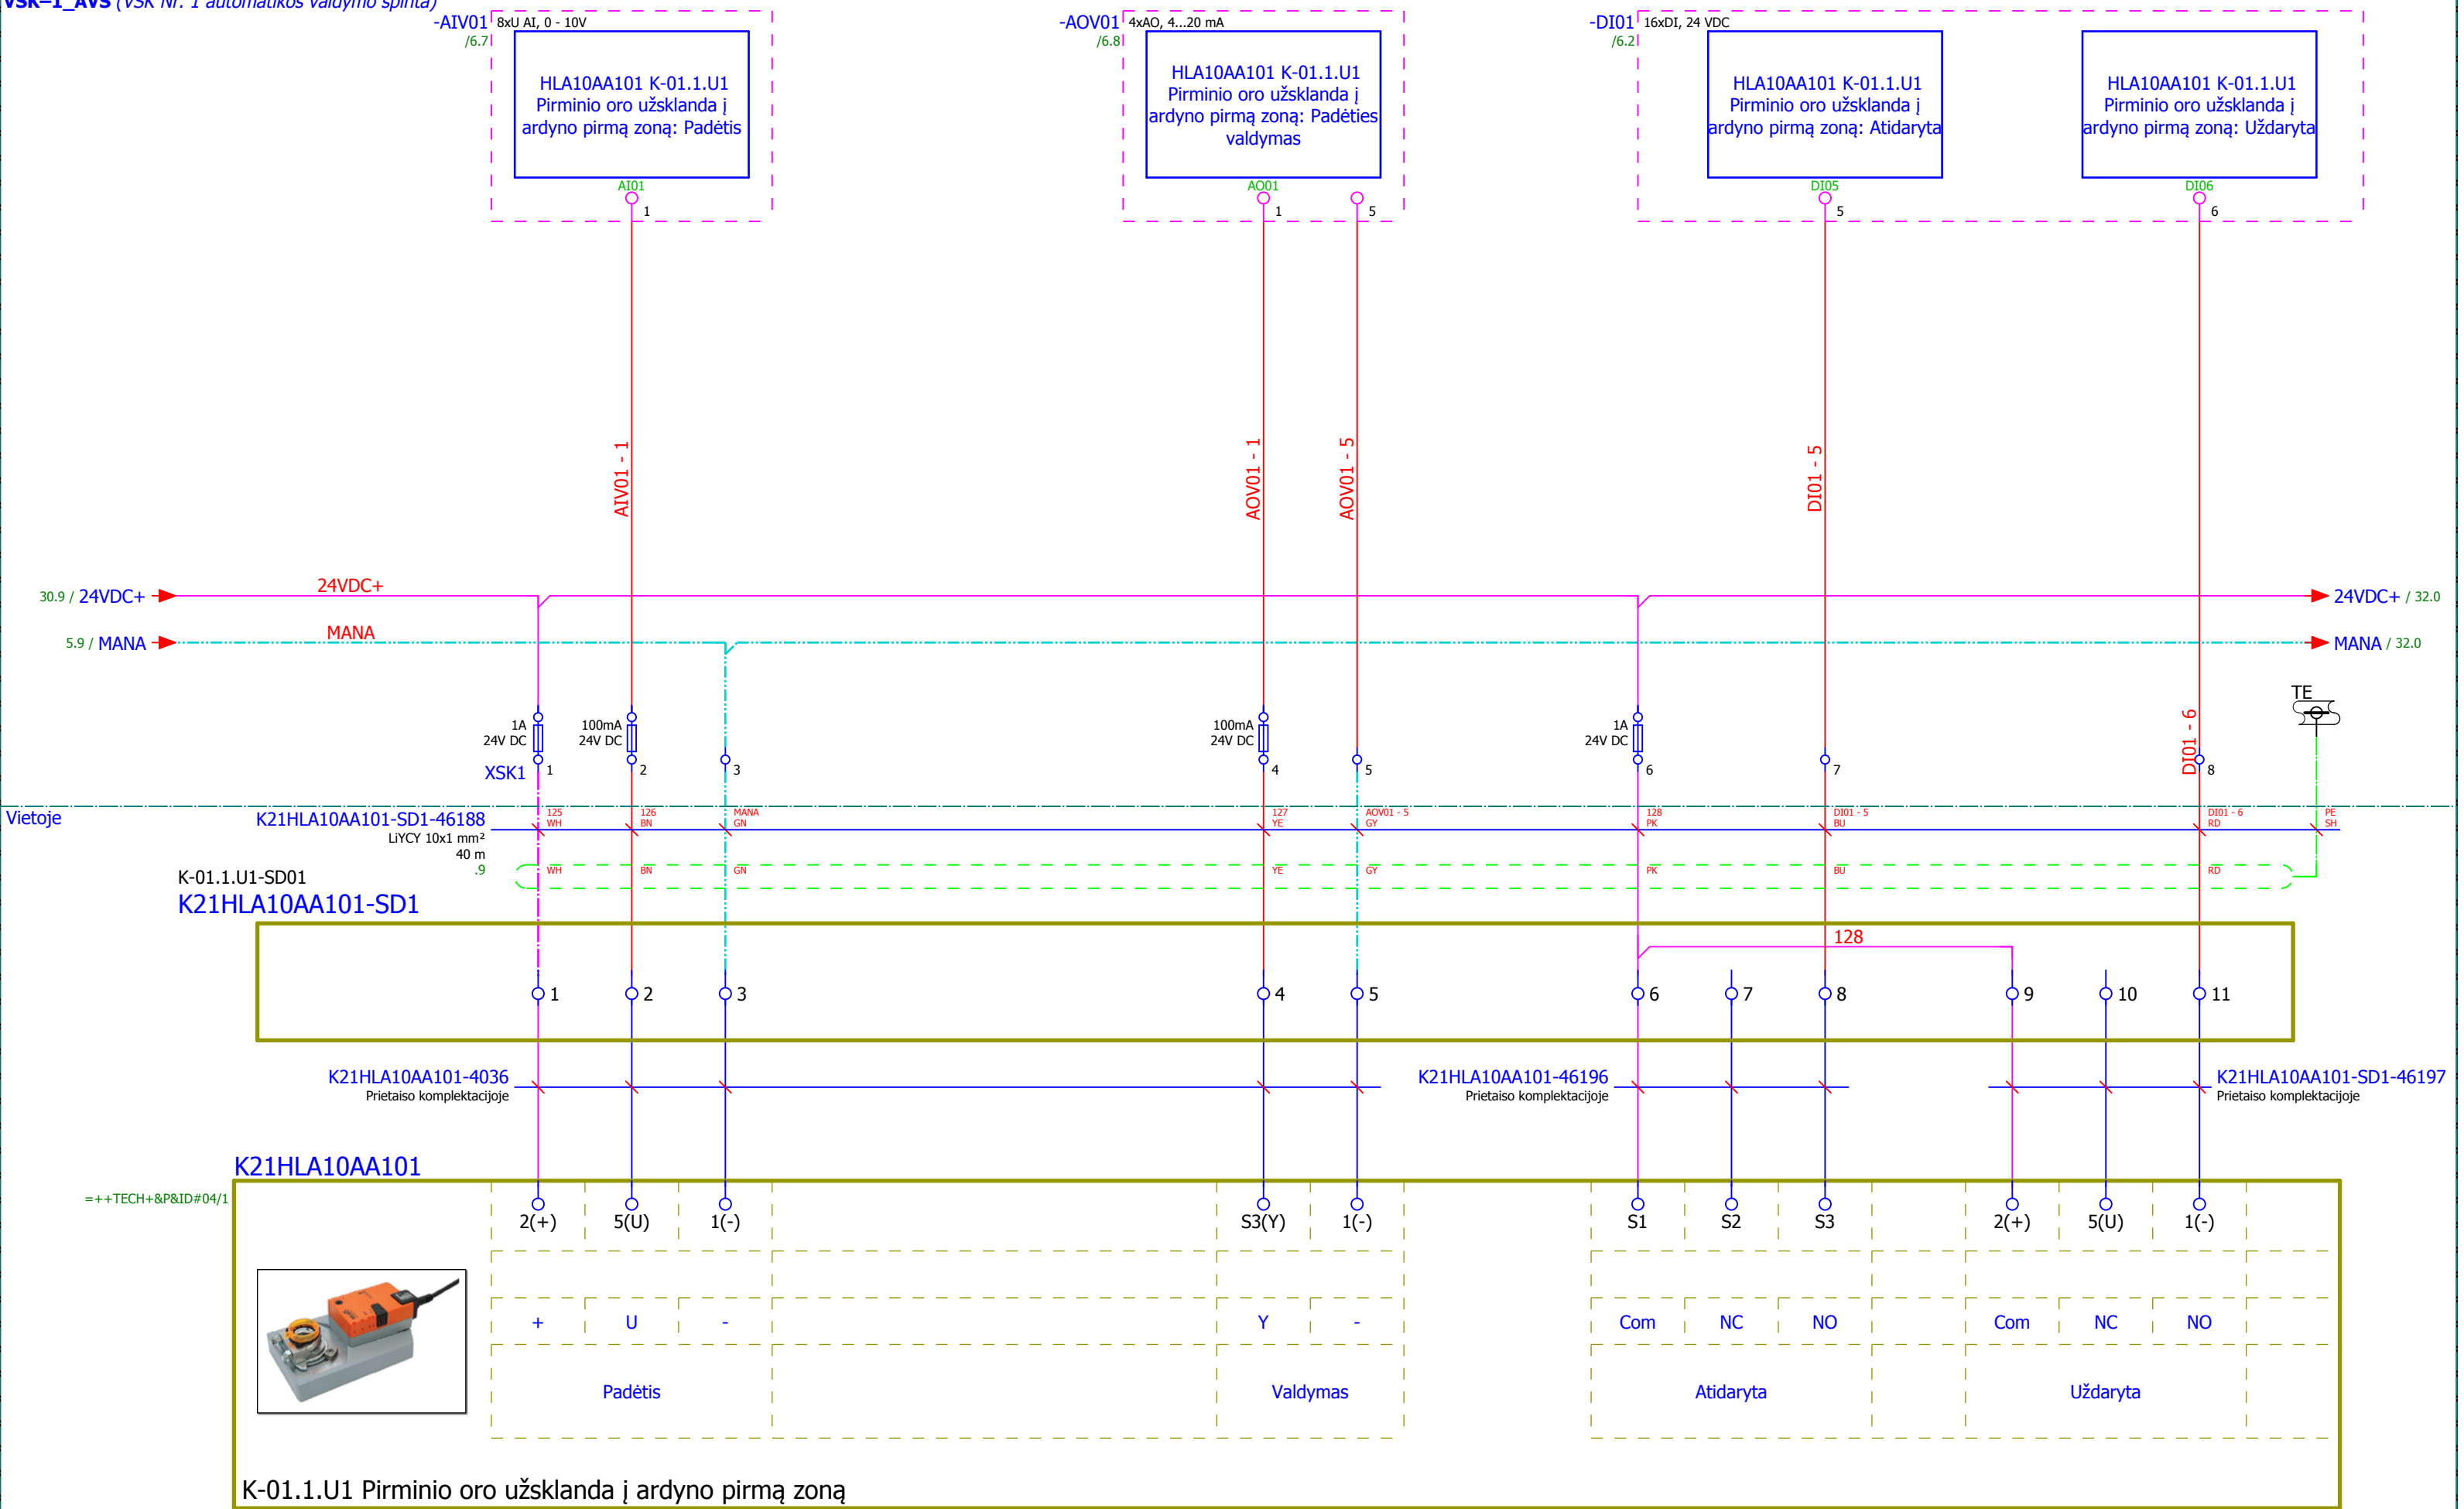 VSK–1_AVS (VSK Nr. 1 automatikos valdymo spinta)
-AIV01 8xU AI, 0 - 10V
/6.7
HLA10AA101 K-01.1.U1
Pirminio oro užsklanda į
ardyno pirmą zoną: Padėtis
AI01
1
-AOV01 4xAO, 4...20 mA
/6.8
HLA10AA101 K-01.1.U1
Pirminio oro užsklanda į
ardyno pirmą zoną: Padėties
valdymas
AO01
1 5
-DI01 16xDI, 24 VDC
/6.2
HLA10AA101 K-01.1.U1
Pirminio oro užsklanda į
ardyno pirmą zoną: Atidaryta
DI05
5
HLA10AA101 K-01.1.U1
Pirminio oro užsklanda į
ardyno pirmą zoną: Uždaryta
DI06
6
AIV01 - 1
AOV01 - 1
AOV01 - 5
DI01 - 5
30.9 / 24VDC+ 24VDC+ 24VDC+ / 32.0
5.9 / MANA MANA MANA / 32.0
TE
1A
24V DC
100mA
24V DC
100mA
24V DC
1A
24V DC
DI01 - 6
XSK1 1 2 3 4 5 6 7 8
Vietoje
K21HLA10AA101-SD1-46188
LiYCY 10x1 mm²
40 m
.9
125 126 MANA 127 AOV01 - 5 128 DI01 - 5 DI01 - 6 PE
WH BN GN YE GY PK BU RD SH
WH BN GN YE GY PK BU RD
K-01.1.U1-SD01
K21HLA10AA101-SD1
128
1 2 3 4 5 6 7 8 9 10 11
K21HLA10AA101-4036
Prietaiso komplektacijoje
K21HLA10AA101-46196
Prietaiso komplektacijoje
K21HLA10AA101-SD1-46197
Prietaiso komplektacijoje
K21HLA10AA101
=++TECH+&P&ID#04/1
2(+) 5(U) 1(-) S3(Y) 1(-) S1 S2 S3 2(+) 5(U) 1(-)
+ U - Y - Com NC NO Com NC NO
Padėtis Valdymas Atidaryta Uždaryta
K-01.1.U1 Pirminio oro užsklanda į ardyno pirmą zoną